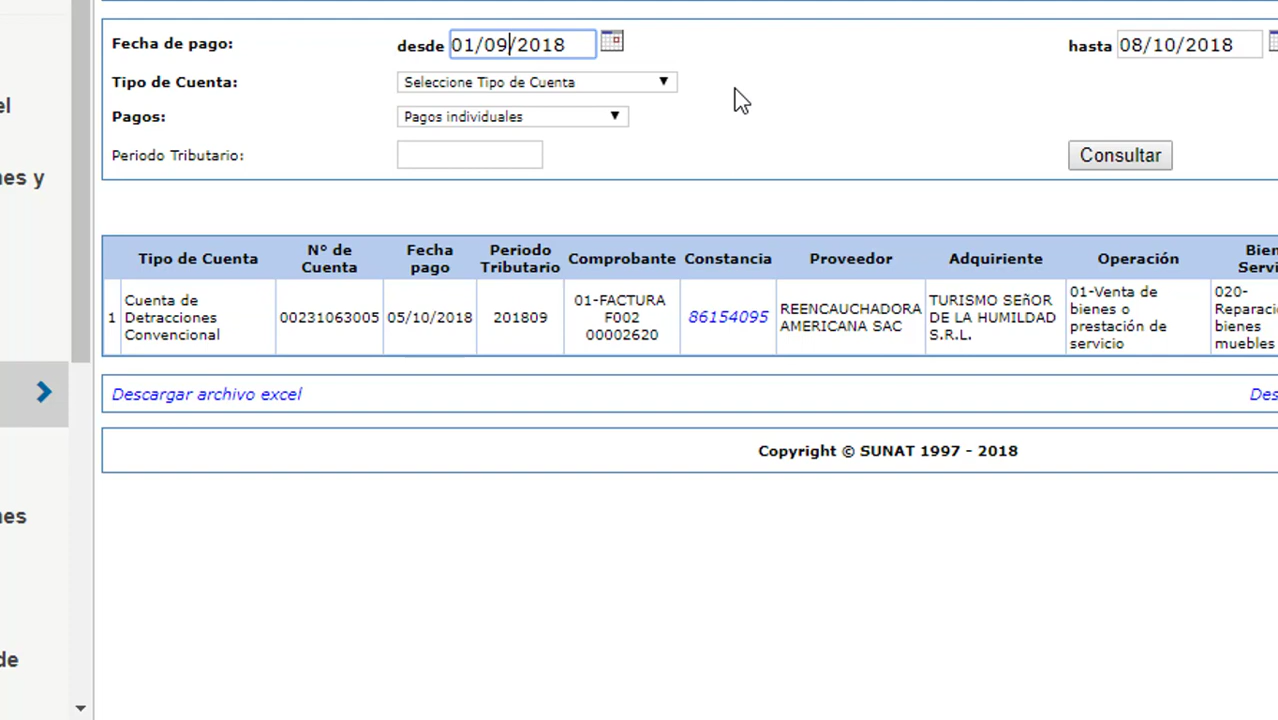 Fecha de pago: desde 01/09/2018 hasta 08/10/2018
el
Tipo de Cuenta: Seleccione Tipo de Cuenta
Pagos: Pagos individuales
Periodo Tributario: Consultar
nes y
Tipo de Cuenta N° de Cuenta Fecha pago Periodo Tributario Comprobante Constancia Proveedor Adquiriente Operación Bien Servi
1 Cuenta de Detracciones Convencional 00231063005 05/10/2018 201809 01-FACTURA F002 00002620 86154095 REENCAUCHADORA AMERICANA SAC TURISMO SEñOR DE LA HUMILDAD S.R.L. 01-Venta de bienes o prestación de servicio 020- Reparació bienes muebles
Descargar archivo excel Des
Copyright © SUNAT 1997 - 2018
nes
de